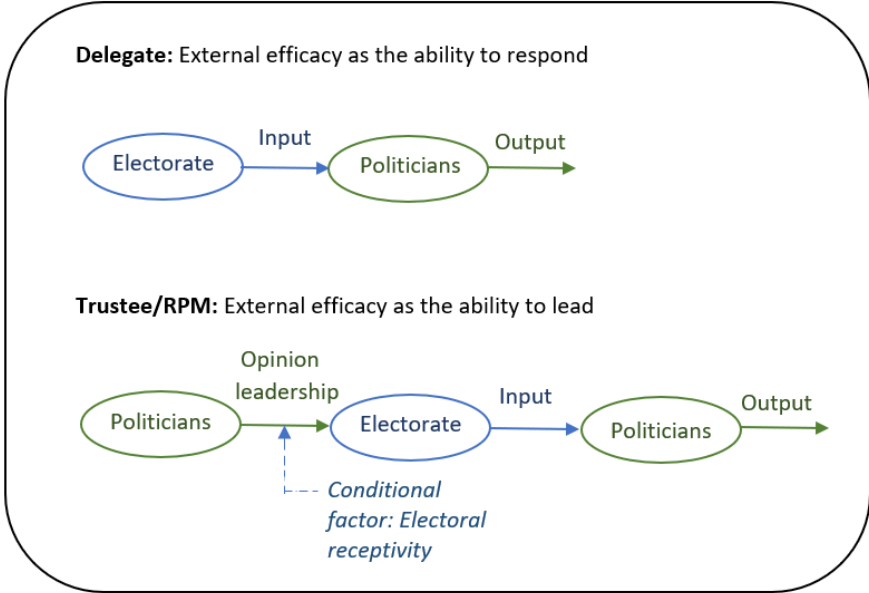 Delegate: External efficacy as the ability to respond
Input
Output
Electorate
Politicians
Trustee/RPM: External efficacy as the ability to lead
Opinion
leadership
Input
Output
Politicians
Electorate
Politicians
Conditional
factor: Electoral
receptivity